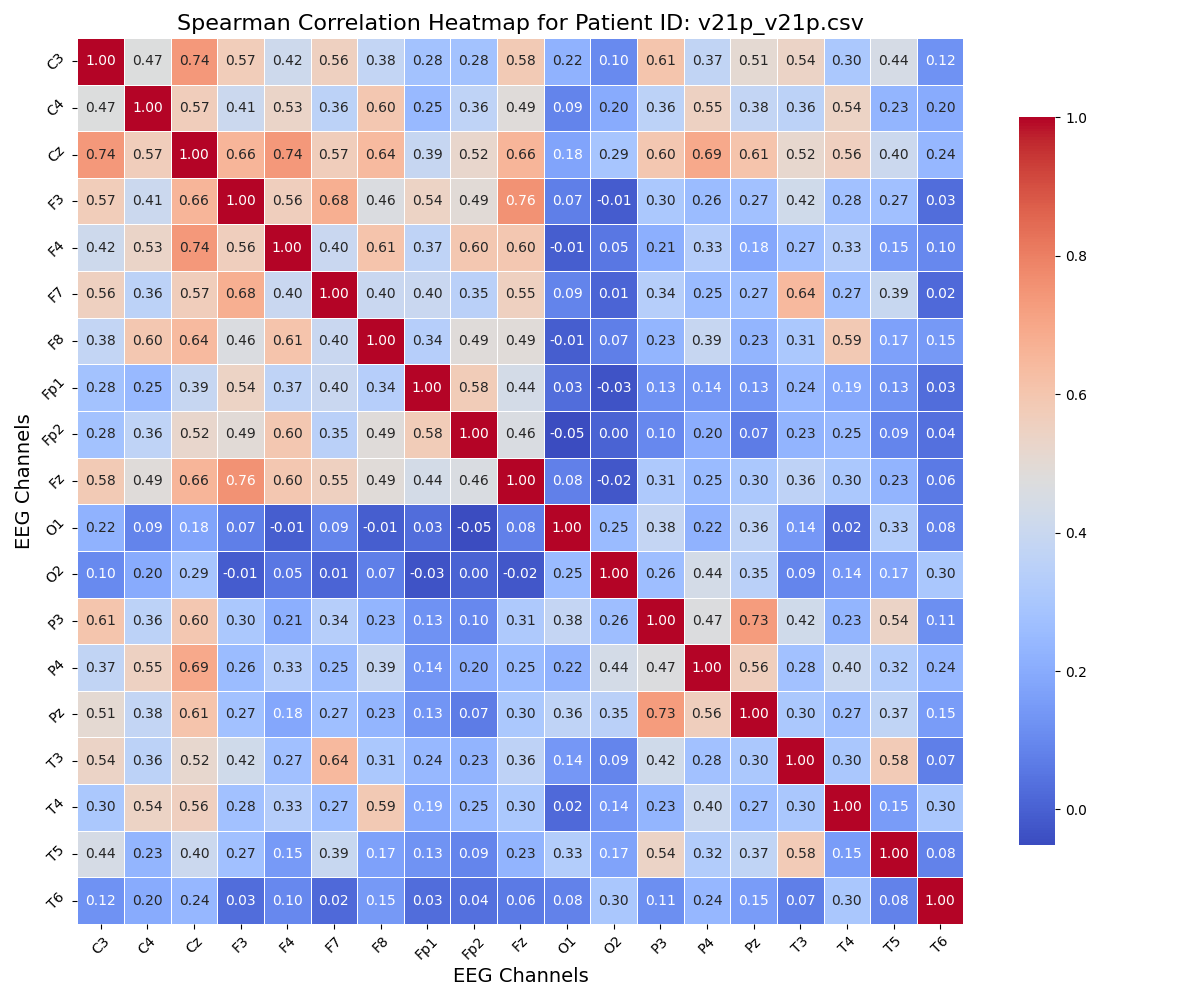 Spearman Correlation Heatmap for Patient ID: v21p_v21p.csv
C3 1.00 0.47 0.74 0.57 0.42 0.56 0.38 0.28 0.28 0.58 0.22 0.10 0.61 0.37 0.51 0.54 0.30 0.44 0.12
C4 0.47 1.00 0.57 0.41 0.53 0.36 0.60 0.25 0.36 0.49 0.09 0.20 0.36 0.55 0.38 0.36 0.54 0.23 0.20
Cz 0.74 0.57 1.00 0.66 0.74 0.57 0.64 0.39 0.52 0.66 0.18 0.29 0.60 0.69 0.61 0.52 0.56 0.40 0.24
F3 0.57 0.41 0.66 1.00 0.56 0.68 0.46 0.54 0.49 0.76 0.07 -0.01 0.30 0.26 0.27 0.42 0.28 0.27 0.03
F4 0.42 0.53 0.74 0.56 1.00 0.40 0.61 0.37 0.60 0.60 -0.01 0.05 0.21 0.33 0.18 0.27 0.33 0.15 0.10
F7 0.56 0.36 0.57 0.68 0.40 1.00 0.40 0.40 0.35 0.55 0.09 0.01 0.34 0.25 0.27 0.64 0.27 0.39 0.02
F8 0.38 0.60 0.64 0.46 0.61 0.40 1.00 0.34 0.49 0.49 -0.01 0.07 0.23 0.39 0.23 0.31 0.59 0.17 0.15
Fp1 0.28 0.25 0.39 0.54 0.37 0.40 0.34 1.00 0.58 0.44 0.03 -0.03 0.13 0.14 0.13 0.24 0.19 0.13 0.03
Fp2 0.28 0.36 0.52 0.49 0.60 0.35 0.49 0.58 1.00 0.46 -0.05 0.00 0.10 0.20 0.07 0.23 0.25 0.09 0.04
Fz 0.58 0.49 0.66 0.76 0.60 0.55 0.49 0.44 0.46 1.00 0.08 -0.02 0.31 0.25 0.30 0.36 0.30 0.23 0.06
O1 0.22 0.09 0.18 0.07 -0.01 0.09 -0.01 0.03 -0.05 0.08 1.00 0.25 0.38 0.22 0.36 0.14 0.02 0.33 0.08
O2 0.10 0.20 0.29 -0.01 0.05 0.01 0.07 -0.03 0.00 -0.02 0.25 1.00 0.26 0.44 0.35 0.09 0.14 0.17 0.30
P3 0.61 0.36 0.60 0.30 0.21 0.34 0.23 0.13 0.10 0.31 0.38 0.26 1.00 0.47 0.73 0.42 0.23 0.54 0.11
P4 0.37 0.55 0.69 0.26 0.33 0.25 0.39 0.14 0.20 0.25 0.22 0.44 0.47 1.00 0.56 0.28 0.40 0.32 0.24
Pz 0.51 0.38 0.61 0.27 0.18 0.27 0.23 0.13 0.07 0.30 0.36 0.35 0.73 0.56 1.00 0.30 0.27 0.37 0.15
T3 0.54 0.36 0.52 0.42 0.27 0.64 0.31 0.24 0.23 0.36 0.14 0.09 0.42 0.28 0.30 1.00 0.30 0.58 0.07
T4 0.30 0.54 0.56 0.28 0.33 0.27 0.59 0.19 0.25 0.30 0.02 0.14 0.23 0.40 0.27 0.30 1.00 0.15 0.30
T5 0.44 0.23 0.40 0.27 0.15 0.39 0.17 0.13 0.09 0.23 0.33 0.17 0.54 0.32 0.37 0.58 0.15 1.00 0.08
T6 0.12 0.20 0.24 0.03 0.10 0.02 0.15 0.03 0.04 0.06 0.08 0.30 0.11 0.24 0.15 0.07 0.30 0.08 1.00
C3 C4 Cz F3 F4 F7 F8 Fp1 Fp2 Fz O1 O2 P3 P4 Pz T3 T4 T5 T6
EEG Channels
EEG Channels
1.0
0.8
0.6
0.4
0.2
0.0